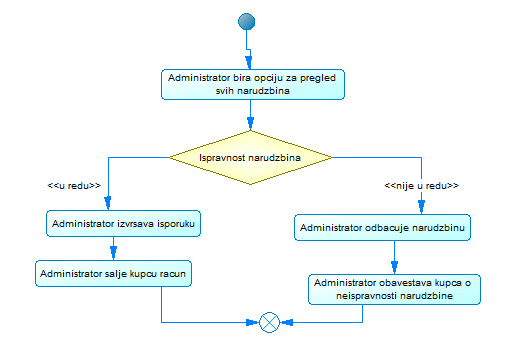 Administrator bira opciju za pregled
svih narudzbina
Ispravnost narudzbina
<<u redu>>
<<nije u redu>>
Administrator izvrsava isporuku
Administrator odbacuje narudzbinu
Administrator salje kupcu racun
Administrator obavestava kupca o
neispravnosti narudzbine